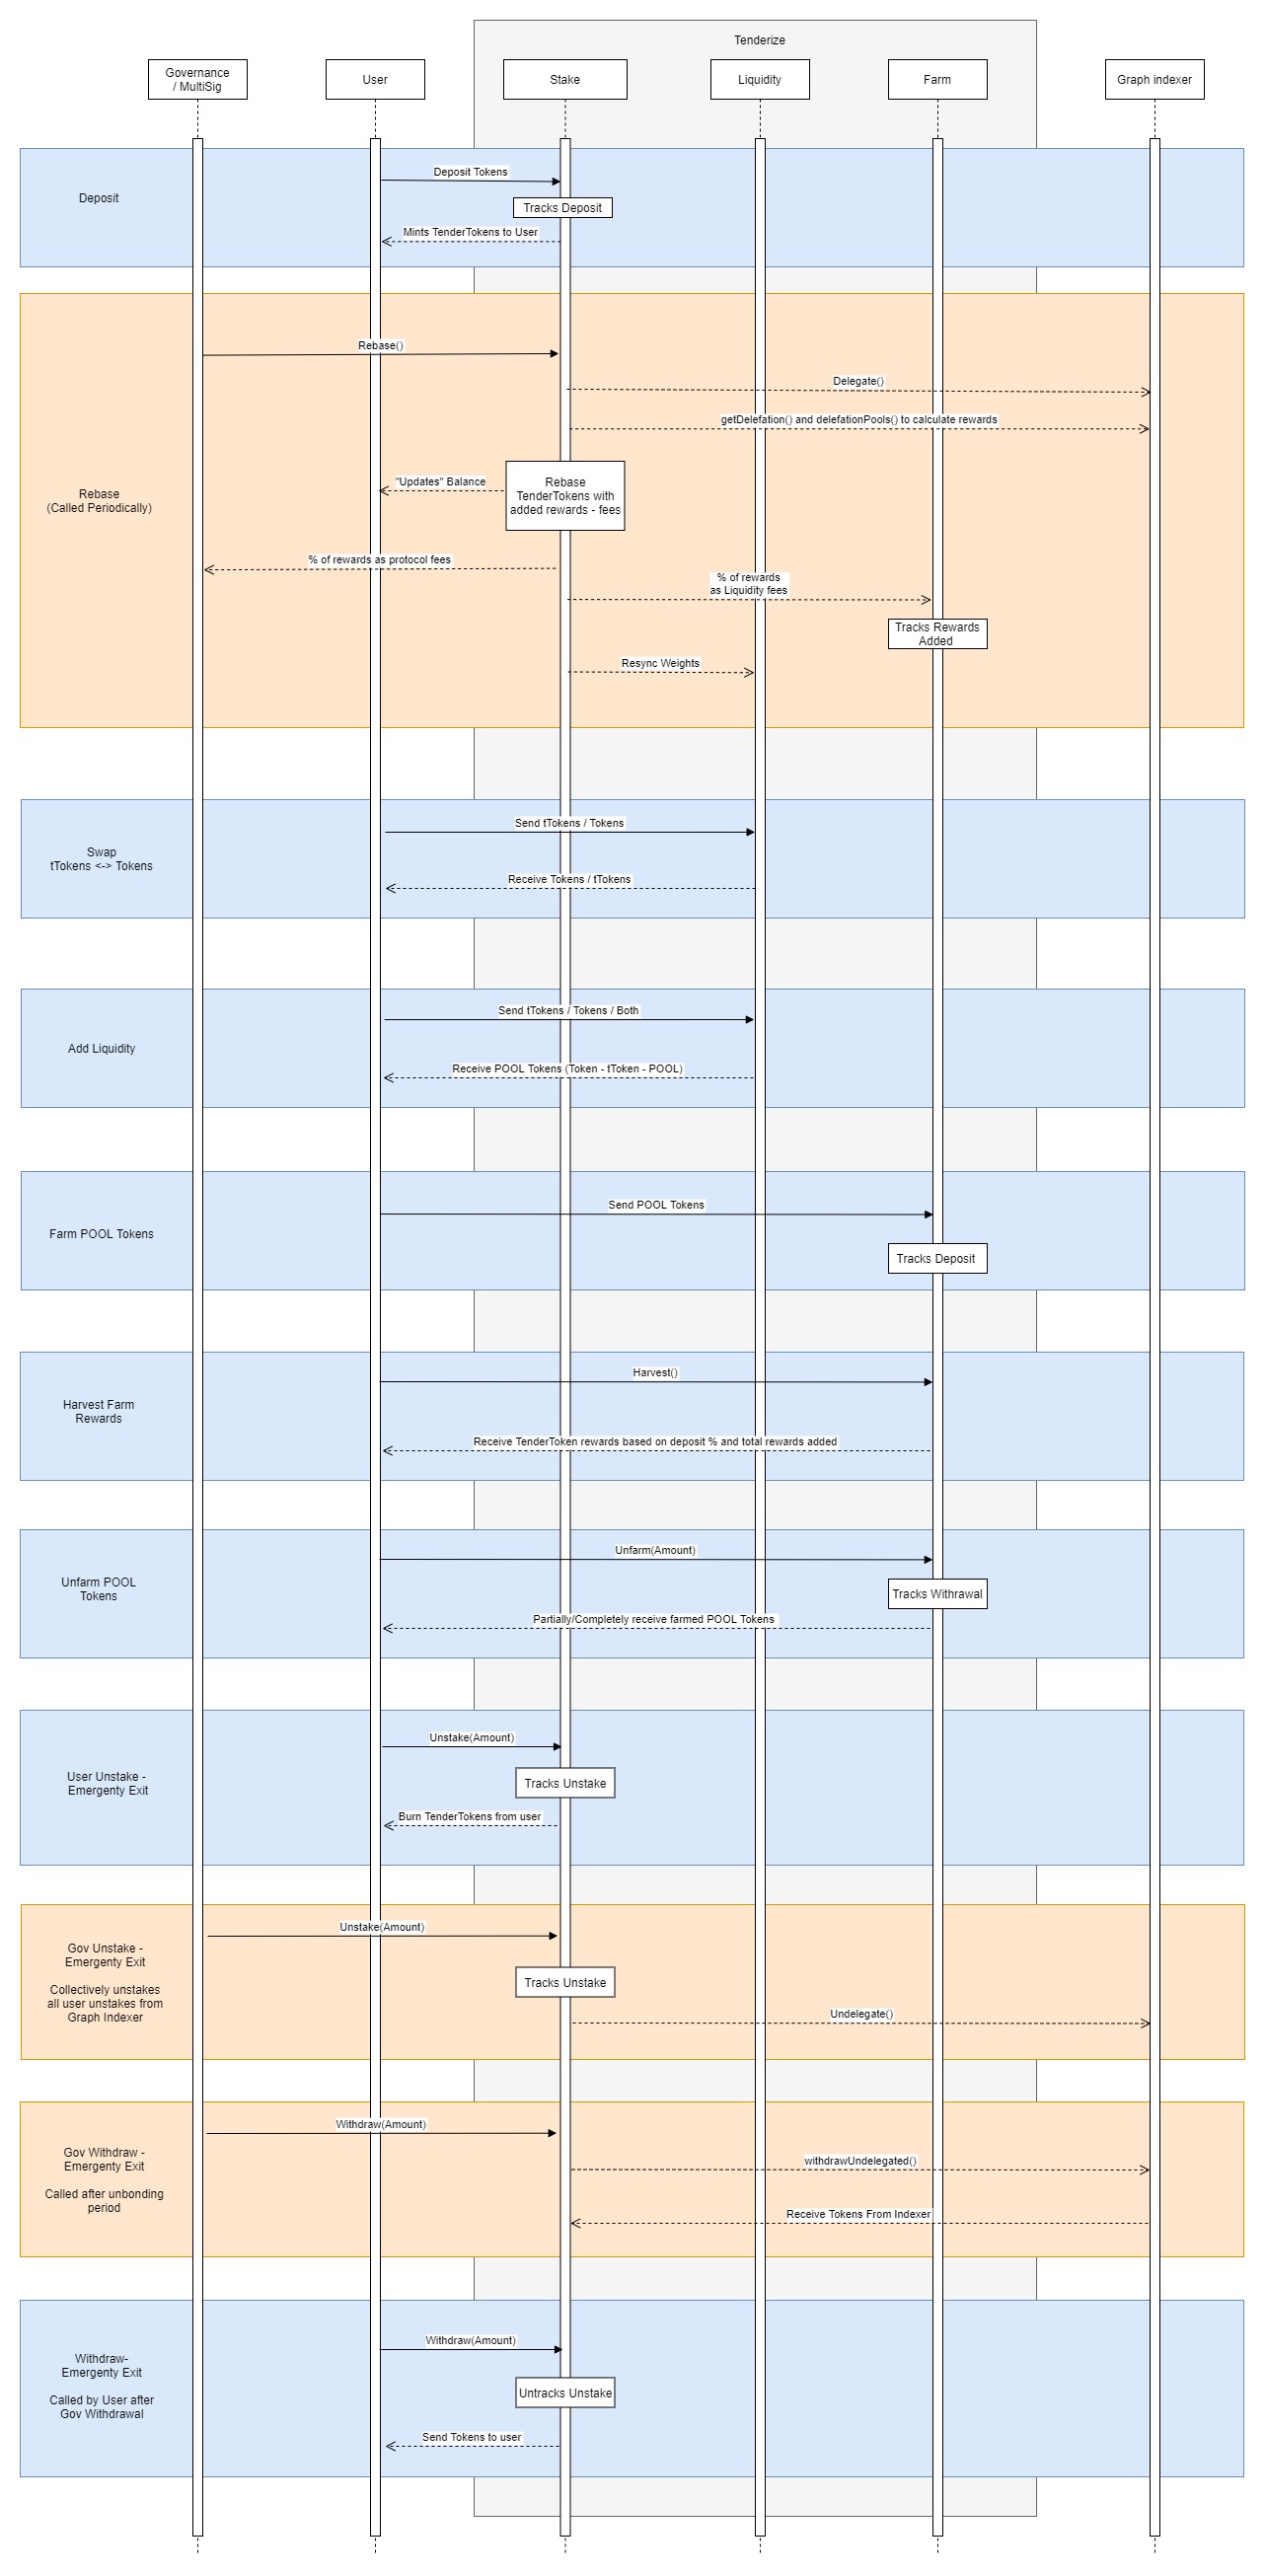 Tenderize
Governance
/ MultiSig
User
Stake
Liquidity
Farm
Graph indexer
Deposit
Deposit Tokens
Tracks Deposit
Mints TenderTokens to User
Rebase
(Called Periodically)
Rebase()
Delegate()
getDelefation() and delefationPools() to calculate rewards
"Updates" Balance
Rebase
TenderTokens with
added rewards - fees
% of rewards as protocol fees
% of rewards
as Liquidity fees
Tracks Rewards
Added
Resync Weights
Swap
tTokens <-> Tokens
Send tTokens / Tokens
Receive Tokens / tTokens
Add Liquidity
Send tTokens / Tokens / Both
Receive POOL Tokens (Token - tToken - POOL)
Farm POOL Tokens
Send POOL Tokens
Tracks Deposit
Harvest Farm
Rewards
Harvest()
Receive TenderToken rewards based on deposit % and total rewards added
Unfarm POOL
Tokens
Unfarm(Amount)
Tracks Withrawal
Partially/Completely receive farmed POOL Tokens
User Unstake -
Emergenty Exit
Unstake(Amount)
Tracks Unstake
Burn TenderTokens from user
Gov Unstake -
Emergenty Exit
Collectively unstakes
all user unstakes from
Graph Indexer
Unstake(Amount)
Tracks Unstake
Undelegate()
Gov Withdraw -
Emergenty Exit
Called after unbonding
period
Withdraw(Amount)
withdrawUndelegated()
Receive Tokens From Indexer
Withdraw-
Emergenty Exit
Called by User after
Gov Withdrawal
Withdraw(Amount)
Untracks Unstake
Send Tokens to user